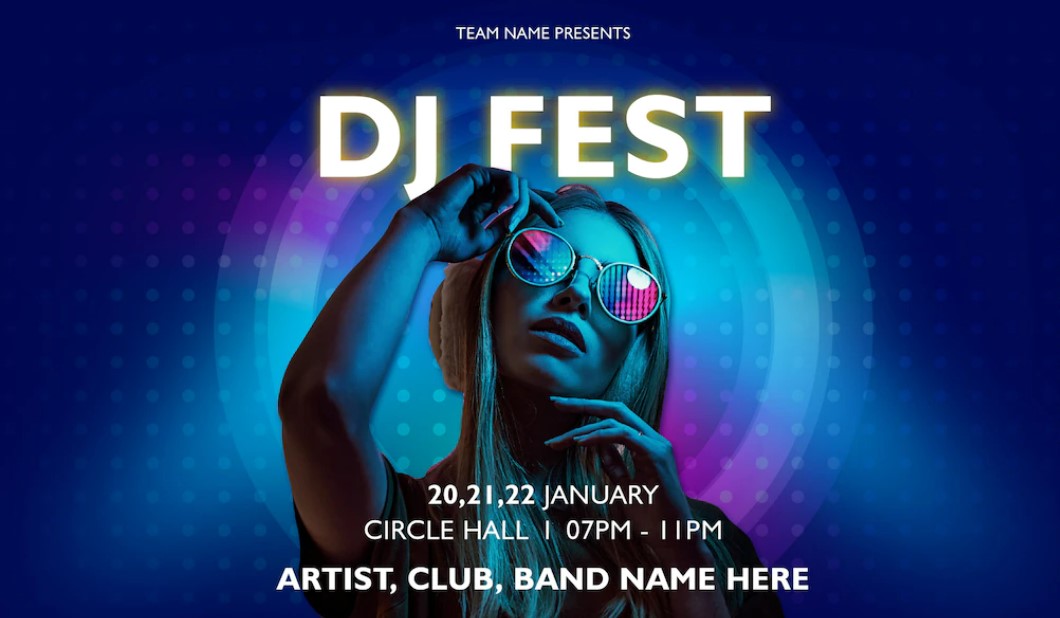 TEAM NAME PRESENTS
DJ FEST
20,21,22 JANUARY
CIRCLE HALL I 07PM - 11PM
ARTIST, CLUB, BAND NAME HERE